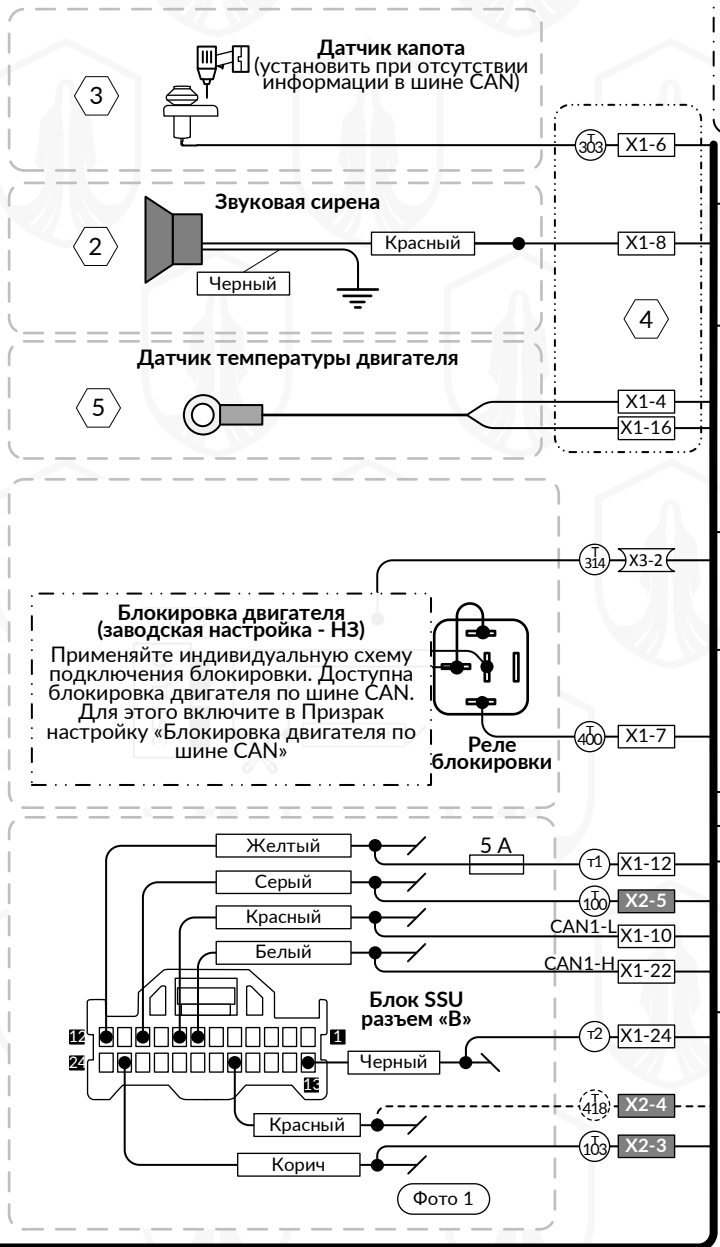 3
Датчик капота
(установить при отсутствии
информации в шине CAN)
T
303
X1-6
2
Звуковая сирена
Красный
X1-8
Черный
4
Датчик температуры двигателя
5
X1-4
X1-16
T
314
X3-2
Блокировка двигателя
(заводская настройка - НЗ)
Применяйте индивидуальную схему
подключения блокировки. Доступна
блокировка двигателя по шине CAN.
Для этого включите в Призрак
настройку «Блокировка двигателя по
шине CAN»
Реле
блокировки
T
400
X1-7
Желтый
5 А
т1
X1-12
Серый
T
100
X2-5
Красный
CAN1-L
X1-10
Белый
CAN1-H
X1-22
Блок SSU
разъем «В»
12
1
24
13
Черный
т2
X1-24
Красный
T
418
X2-4
Корич
T
103
X2-3
Фото 1